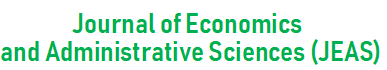 Journal of Economics
and Administrative Sciences (JEAS)